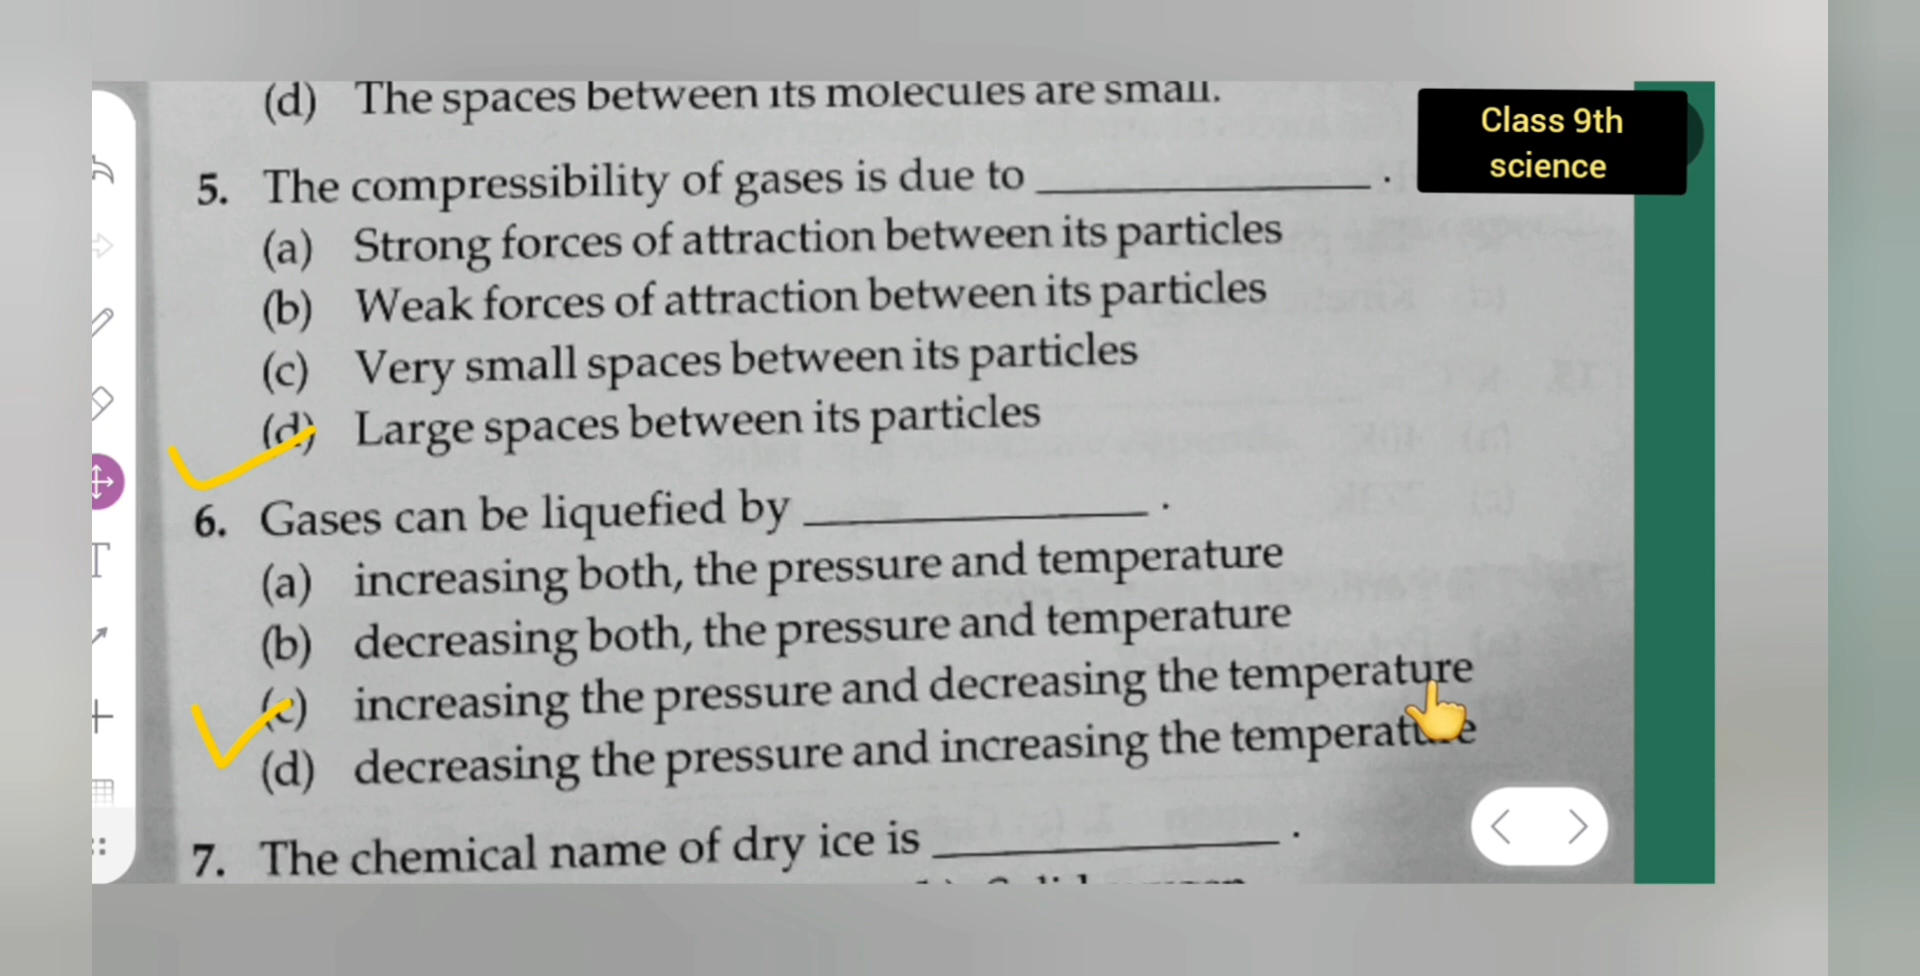 (d) The spaces between its molecules are small.
Class 9th
science
5. The compressibility of gases is due to ____________ .
(a) Strong forces of attraction between its particles
(b) Weak forces of attraction between its particles
(c) Very small spaces between its particles
(d) Large spaces between its particles
6. Gases can be liquefied by ____________ .
(a) increasing both, the pressure and temperature
(b) decreasing both, the pressure and temperature
(c) increasing the pressure and decreasing the temperature
(d) decreasing the pressure and increasing the temperature
7. The chemical name of dry ice is ____________ .